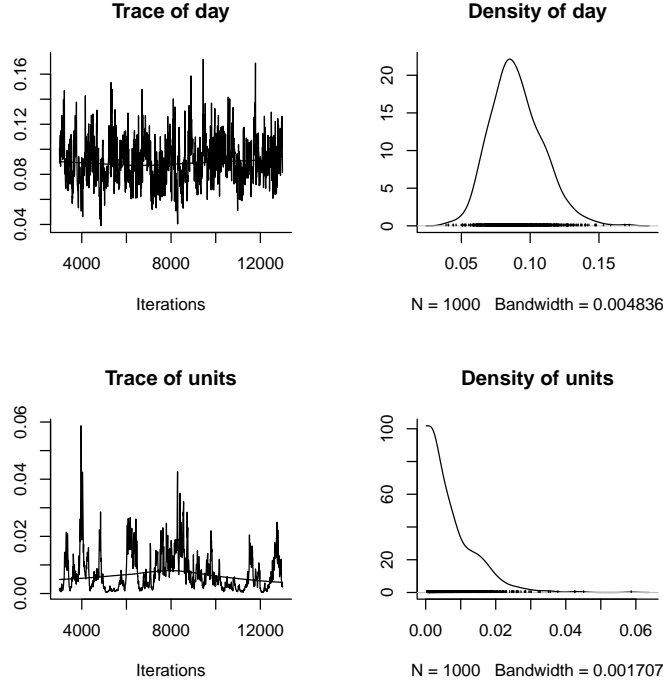 Trace of day
0.04 0.08 0.12 0.16
4000 8000 12000
Iterations
Density of day
0 5 10 15 20
0.05 0.10 0.15
N = 1000 Bandwidth = 0.004836
Trace of units
0.00 0.02 0.04 0.06
4000 8000 12000
Iterations
Density of units
0 20 60 100
0.00 0.02 0.04 0.06
N = 1000 Bandwidth = 0.001707